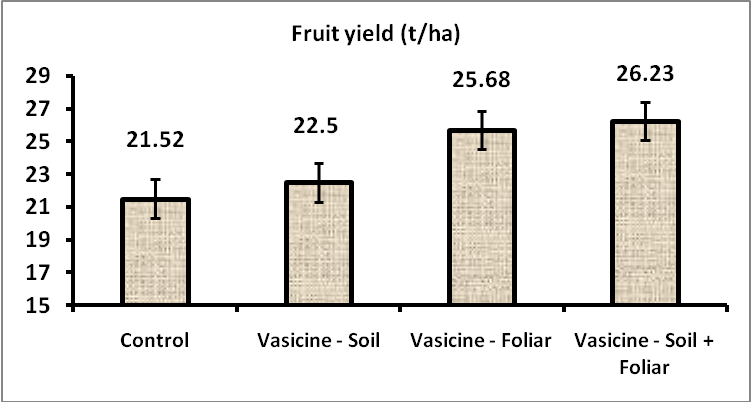 Fruit yield (t/ha)
29
27
25
23
21
19
17
15
21.52
22.5
25.68
26.23
Control
Vasicine - Soil
Vasicine - Foliar
Vasicine - Soil +
Foliar